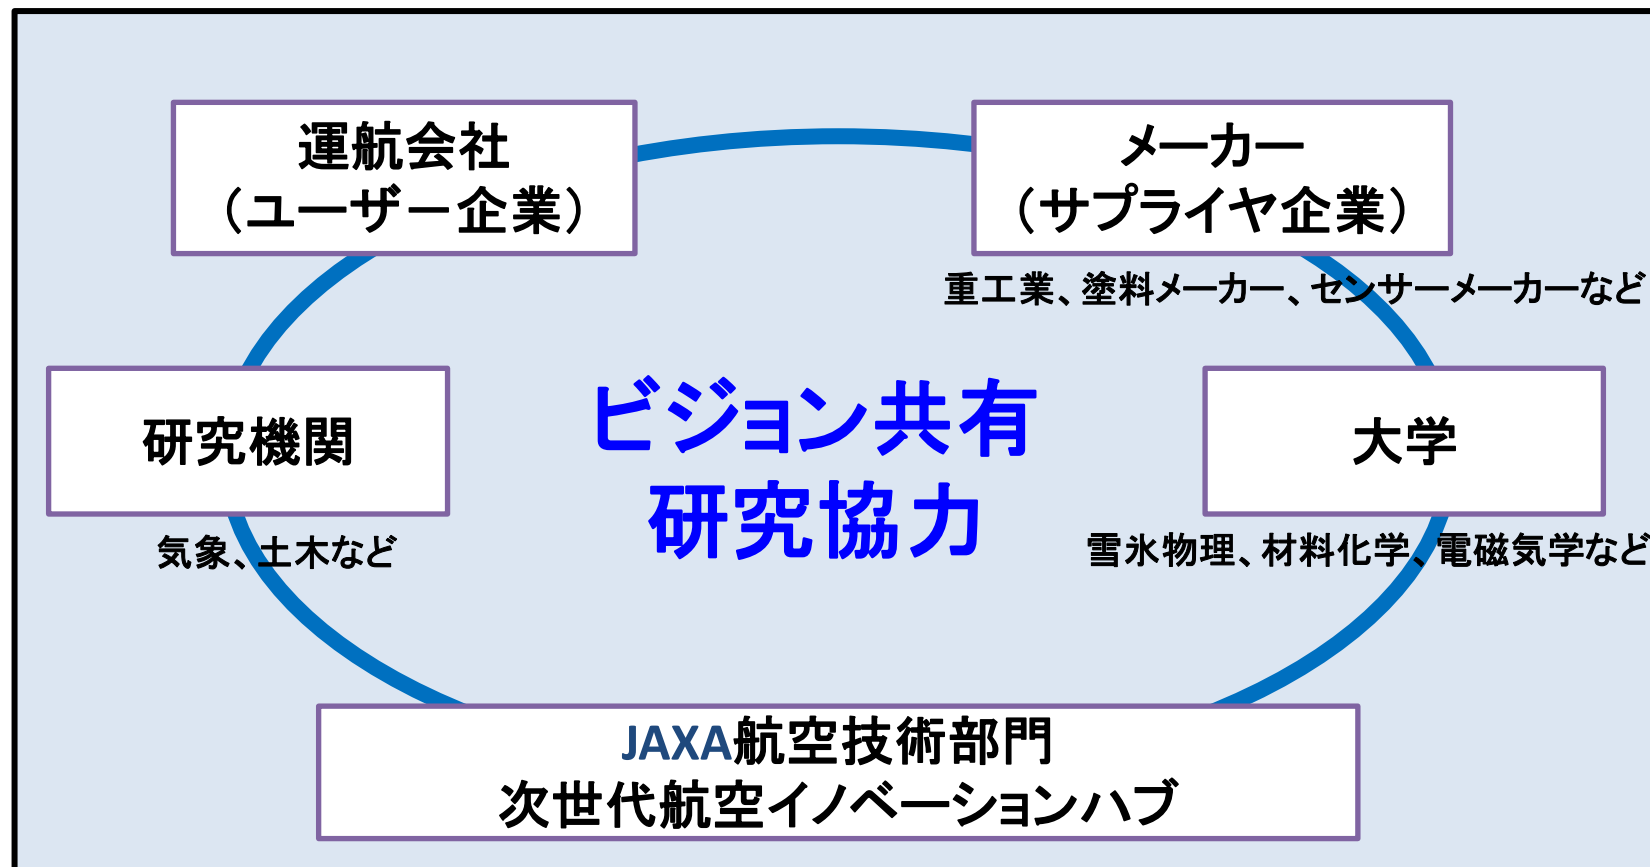 運航会社
（ユーザー企業）
メーカー
（サプライヤ企業）
重工業、塗料メーカー、センサーメーカーなど
研究機関
気象、土木など
ビジョン共有
研究協力
大学
雪氷物理、材料化学、電磁気学など
JAXA航空技術部門
次世代航空イノベーションハブ